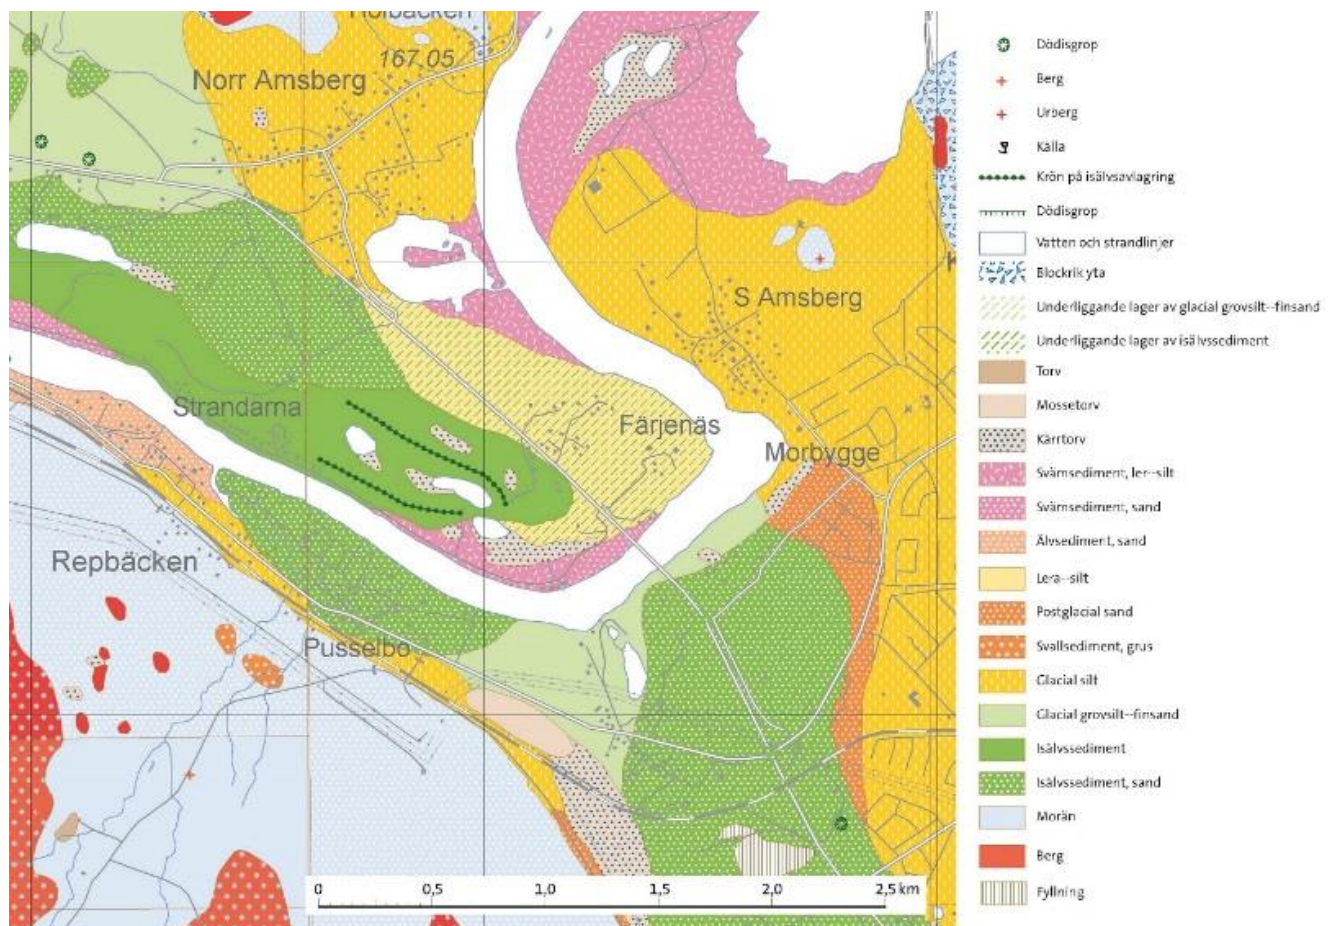 Norr Amsberg
167.05
S Amsberg
Strandarna
Färjenäs
Morbygge
Repbäcken
Pusselbo
0 0,5 1,0 1,5 2,0 2,5 km
Dödisgrop
Berg
Urberg
Källa
Krön på isälvsavlagring
Dödisgrop
Vatten och strandlinjer
Blockrik yta
Underliggande lager av glacial grovsilt--finsand
Underliggande lager av isälvssediment
Torv
Mossetorv
Kärrtorv
Svämsediment, ler--silt
Svämsediment, sand
Älvsediment, sand
Lera--silt
Postglacial sand
Svallsediment, grus
Glacial silt
Glacial grovsilt--finsand
Isälvssediment
Isälvssediment, sand
Morän
Berg
Fyllning